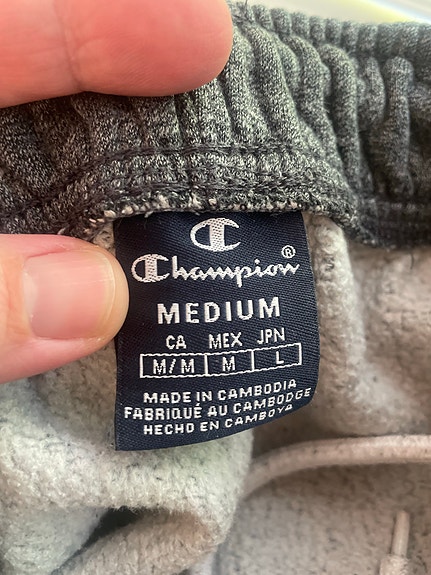 Champion®
MEDIUM
CA MEX JPN
M/M M L
MADE IN CAMBODIA
FABRIQUÉ AU CAMBODGE
HECHO EN CAMBOYA